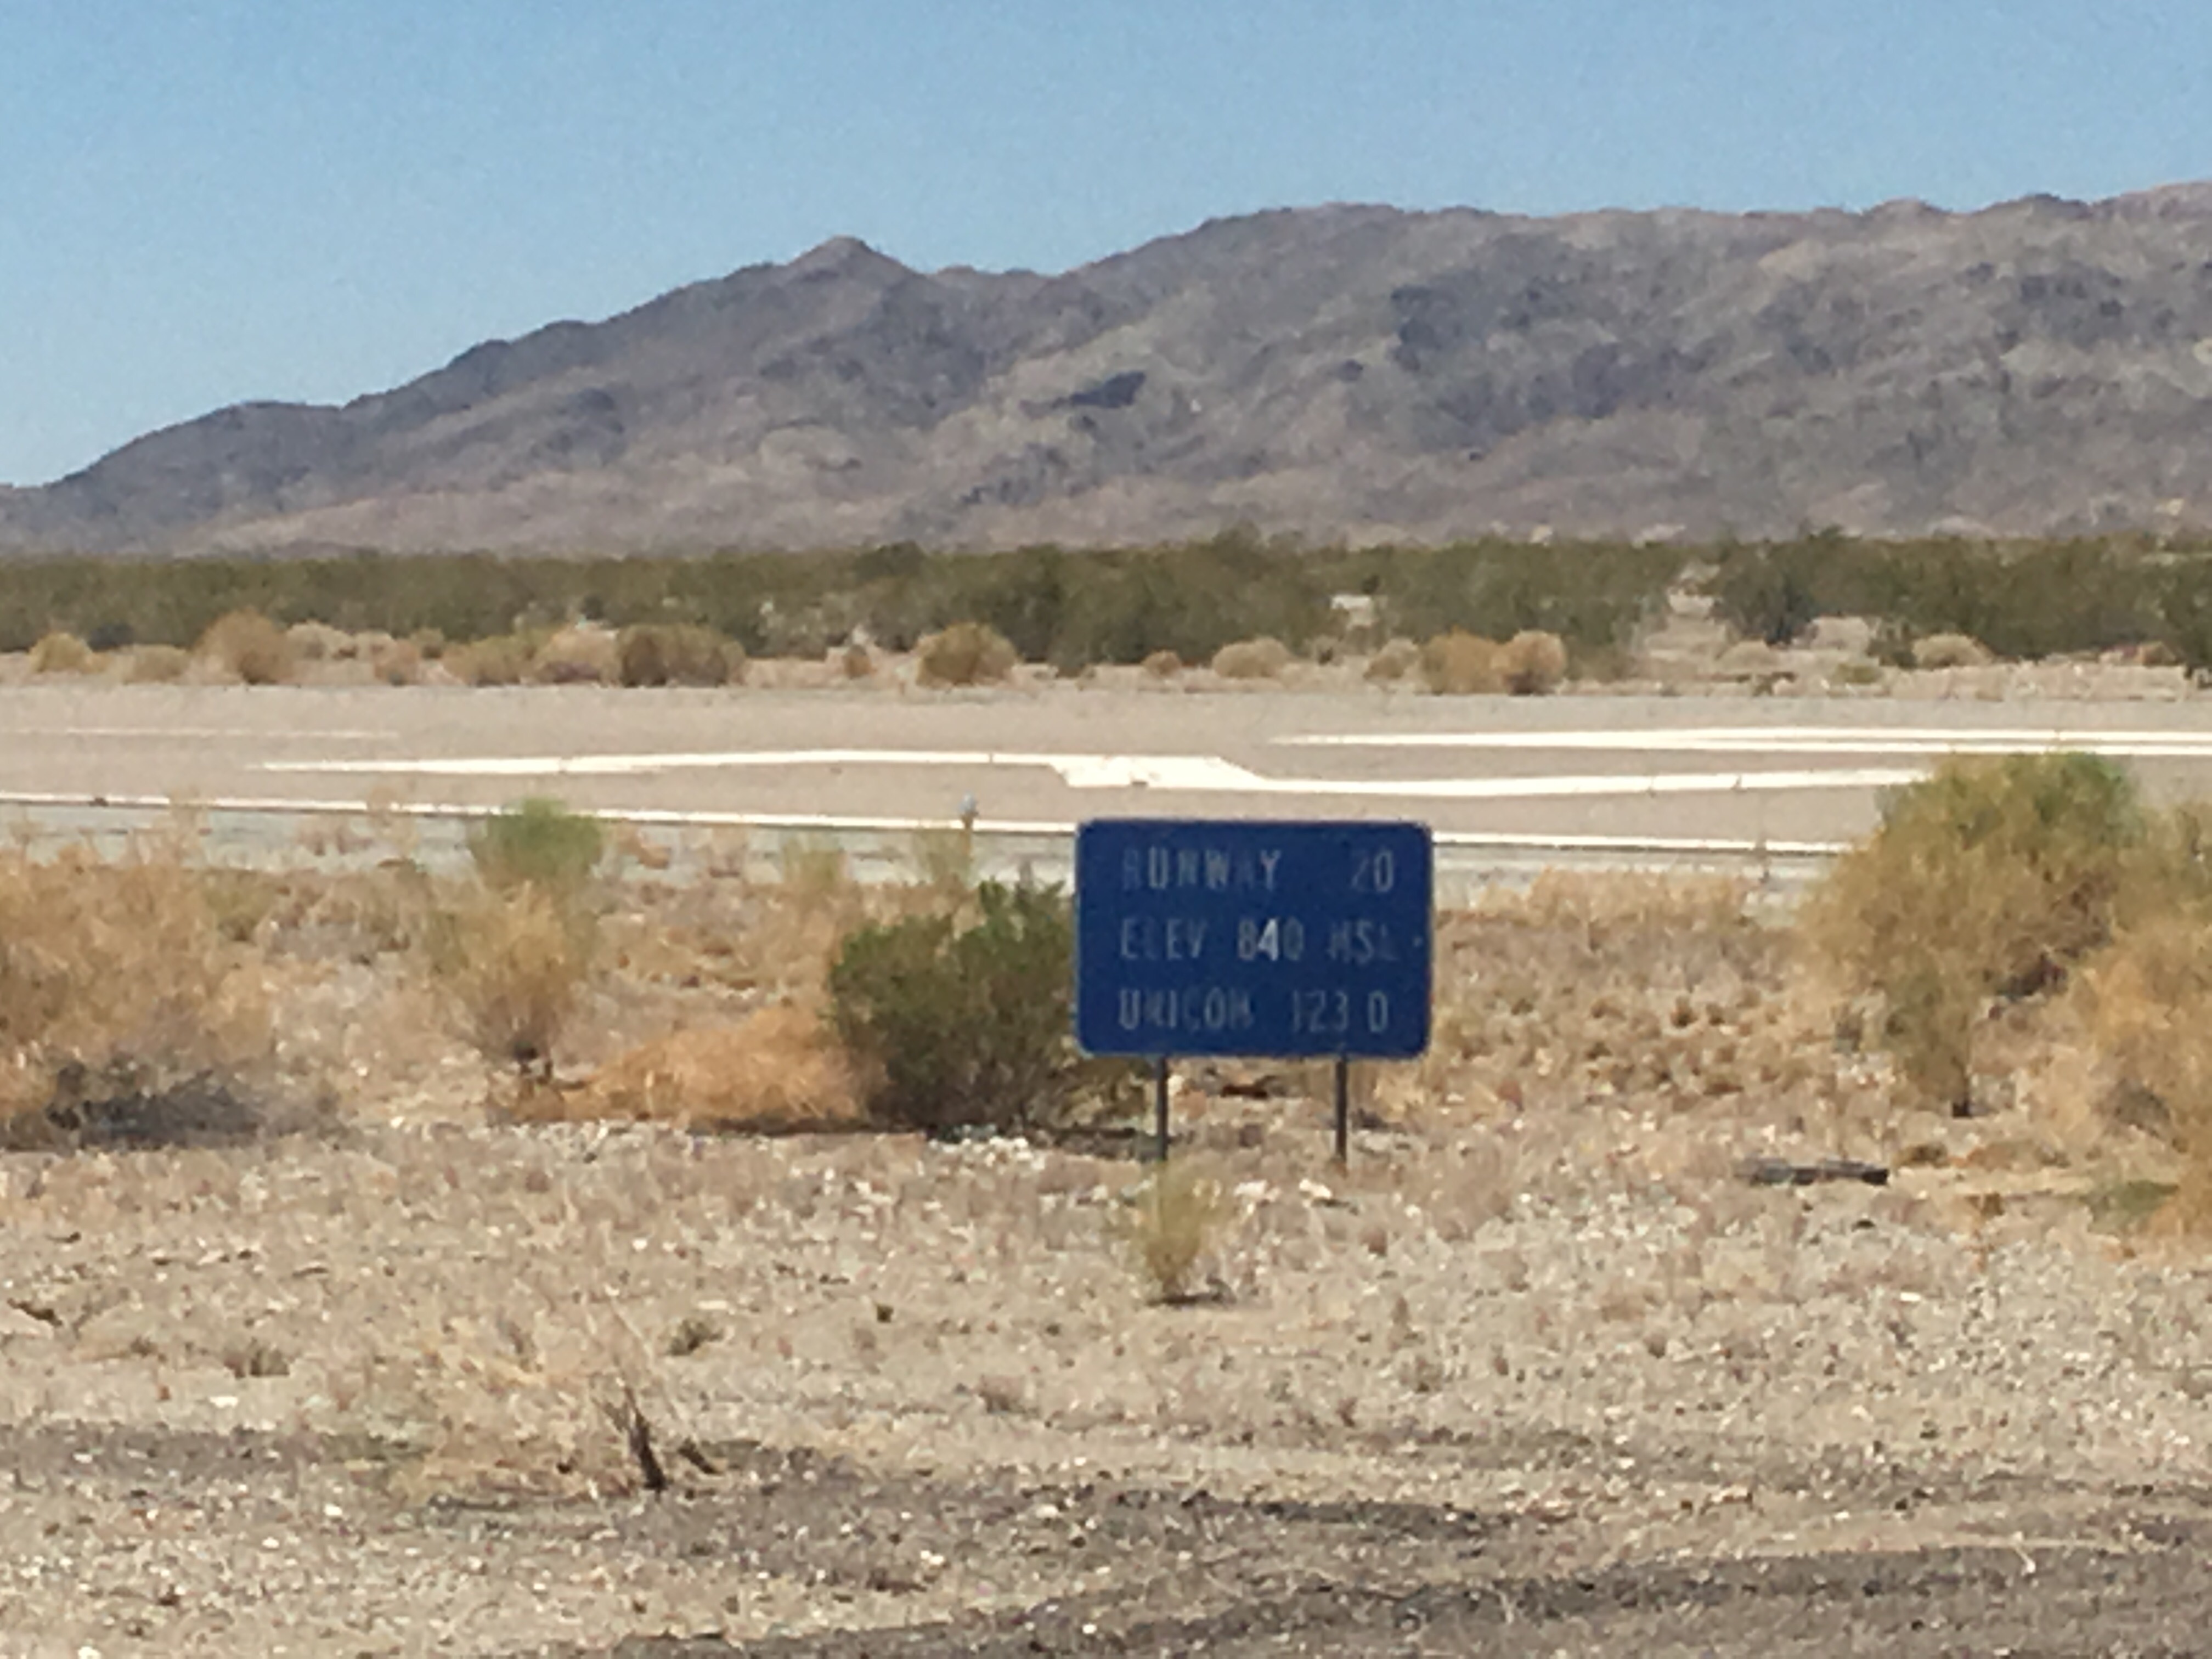 RUNWAY 20
ELEV 840 MSL
UNICOM 123 0